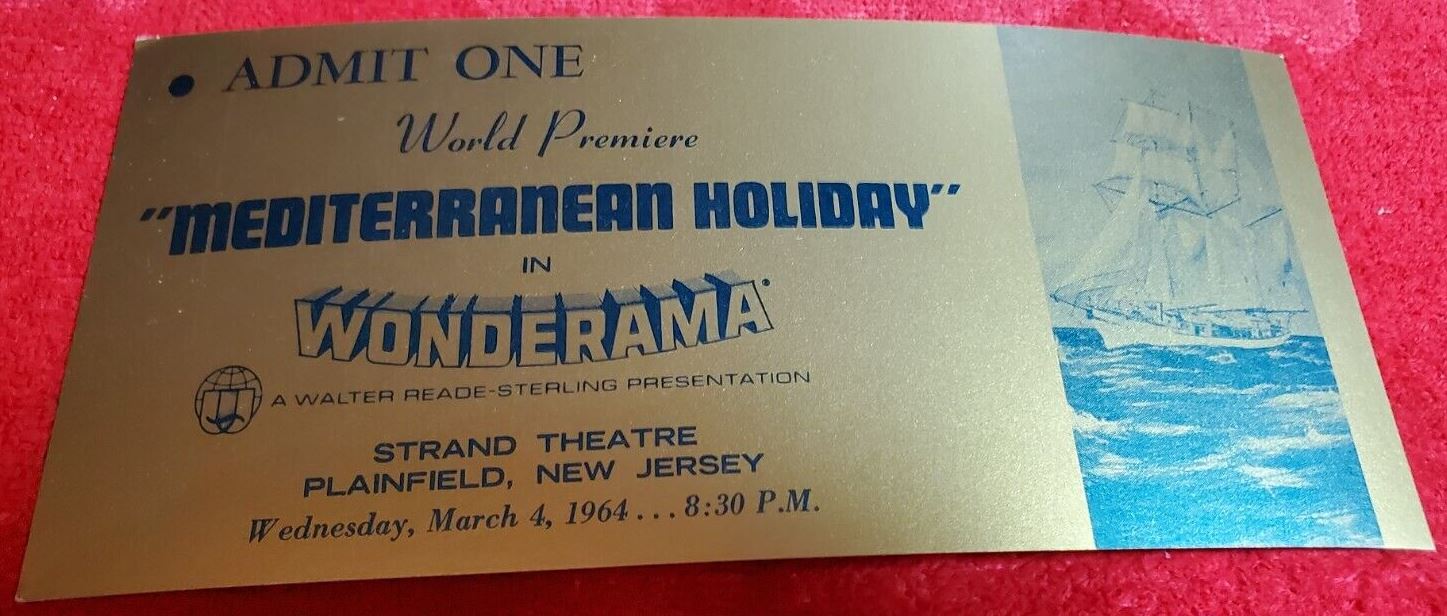 ● ADMIT ONE
World Premiere
"MEDITERRANEAN HOLIDAY"
IN
WONDERAMA®
A WALTER READE-STERLING PRESENTATION
STRAND THEATRE
PLAINFIELD, NEW JERSEY
Wednesday, March 4, 1964...8:30 P.M.